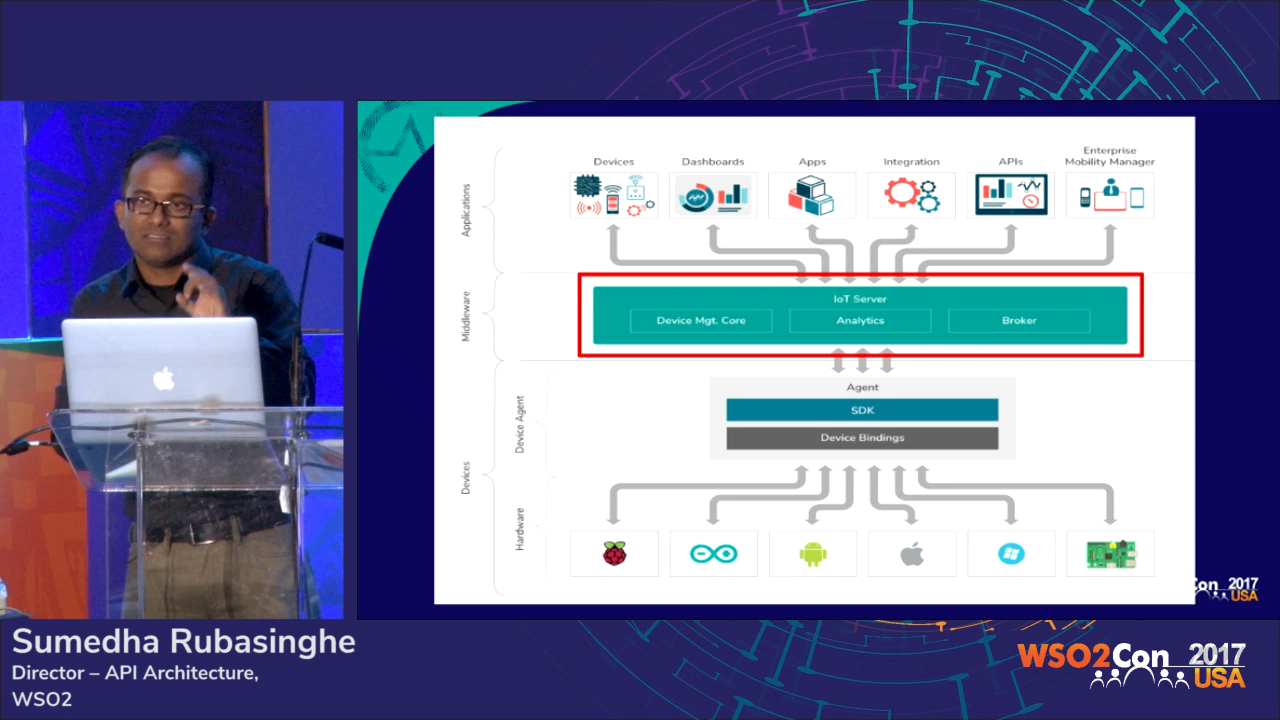 Devices
Dashboards
Apps
Integration
APIs
Enterprise
Mobility Manager
Applications
Middleware
IoT Server
Device Mgt. Core
Analytics
Broker
Devices
Device Agent
Agent
SDK
Device Bindings
Hardware
Con 2017
USA
Sumedha Rubasinghe
Director – API Architecture,
WSO2
WSO2Con 2017
USA